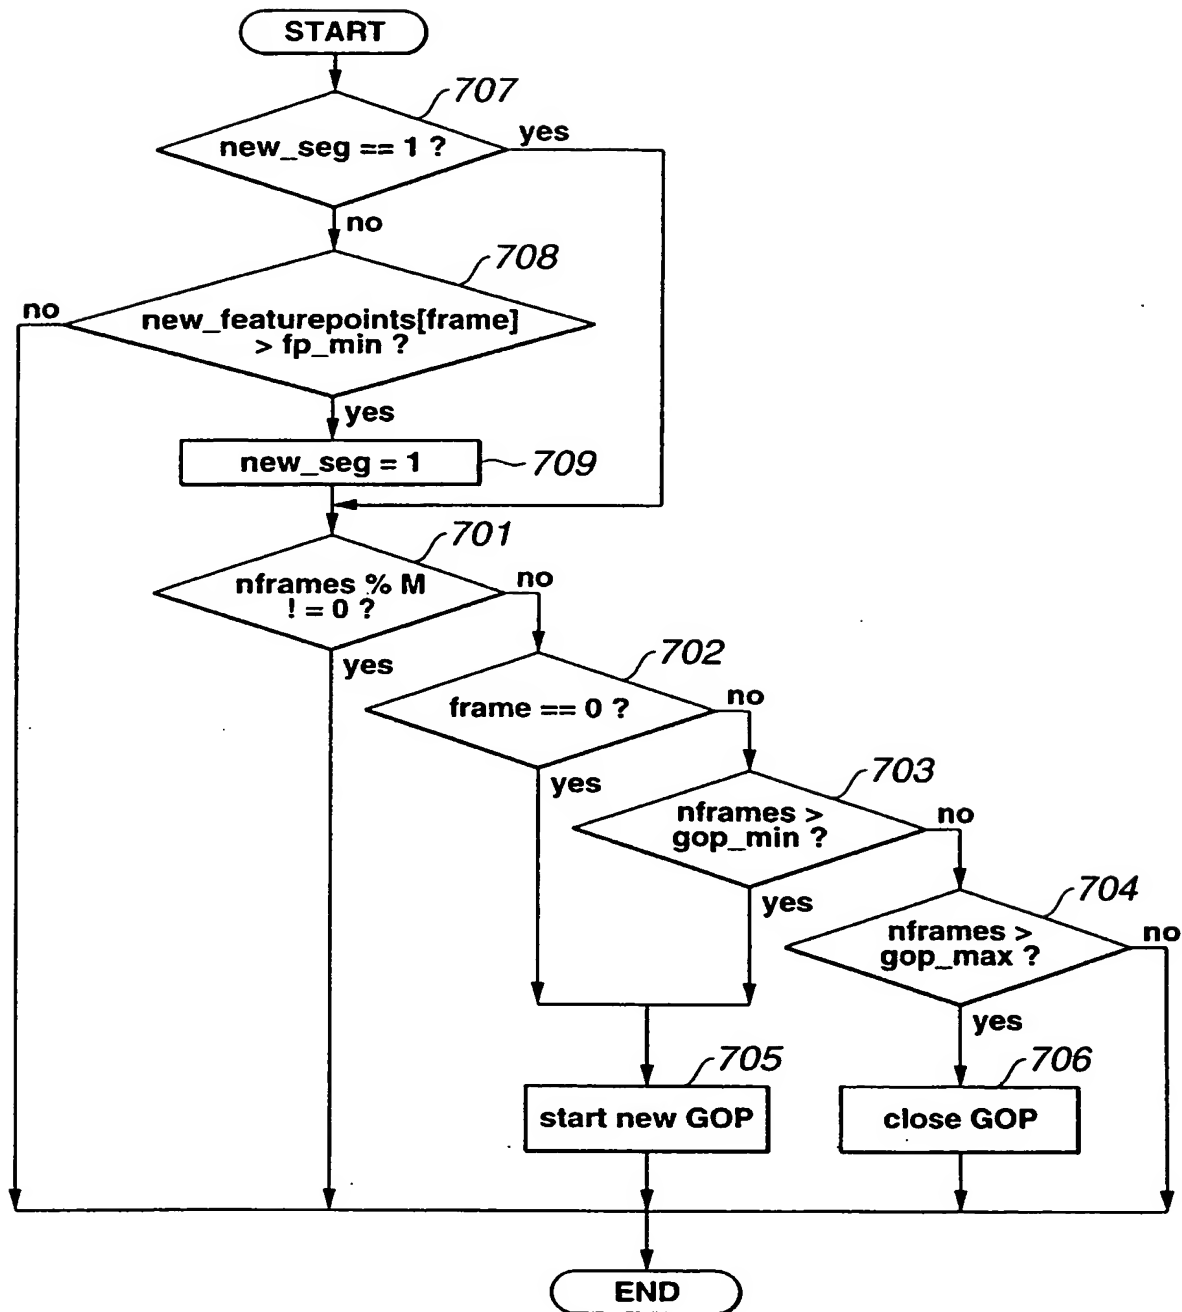 START
707
new_seg == 1 ?
yes
no
708
no
new_featurepoints[frame]
> fp_min ?
yes
new_seg = 1
709
701
nframes % M
! = 0 ?
no
yes
702
frame == 0 ?
no
yes
703
nframes >
gop_min ?
no
yes
704
nframes >
gop_max ?
no
yes
705
start new GOP
706
close GOP
END